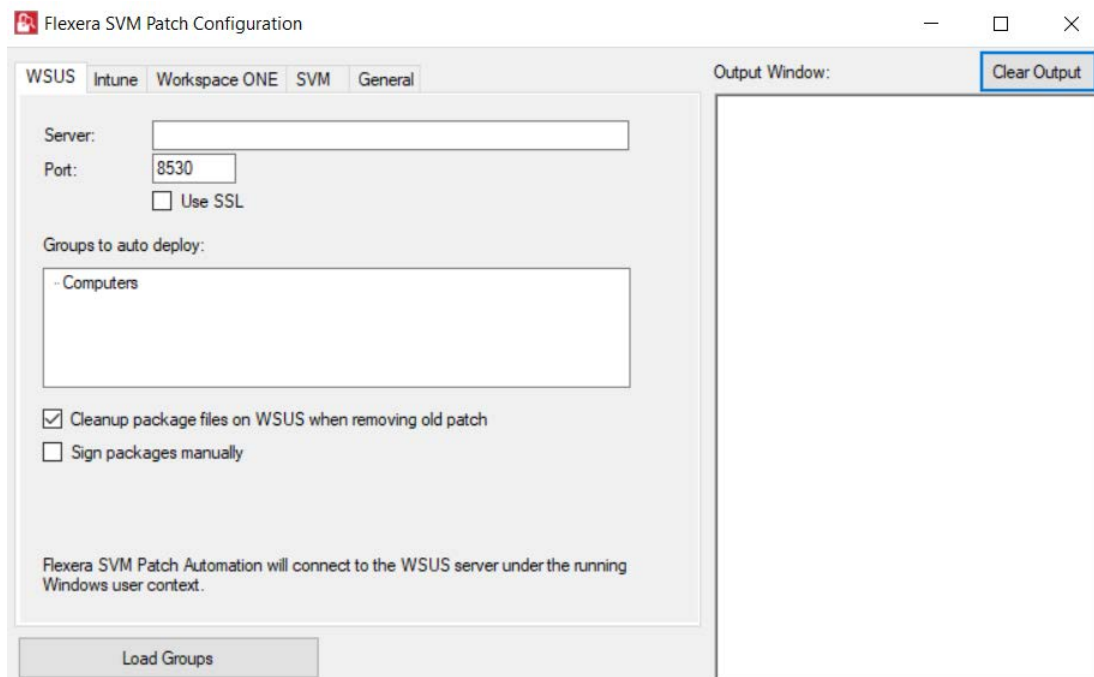 Flexera SVM Patch Configuration
WSUS Intune Workspace ONE SVM General
Output Window: Clear Output
Server:
Port: 8530
Use SSL
Groups to auto deploy:
Computers
Cleanup package files on WSUS when removing old patch
Sign packages manually
Flexera SVM Patch Automation will connect to the WSUS server under the running
Windows user context.
Load Groups